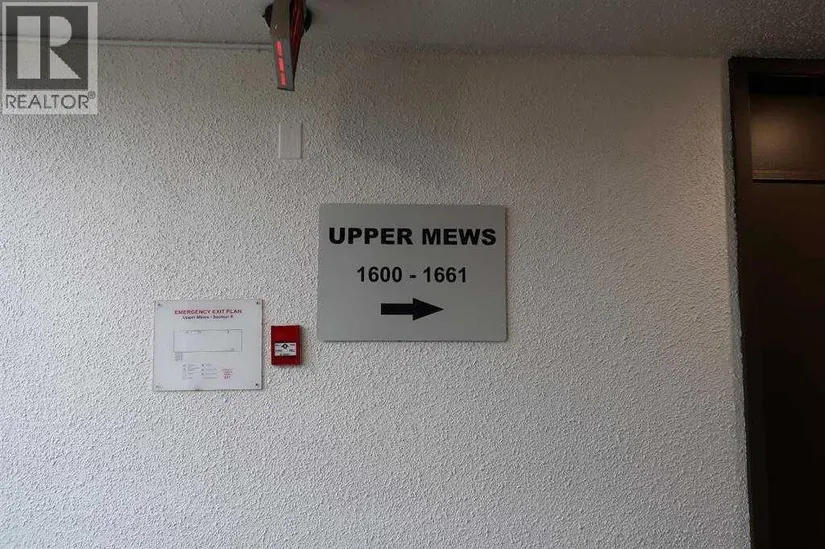 REALTOR®
UPPER MEWS
1600 - 1661
EMERGENCY EXIT PLAN